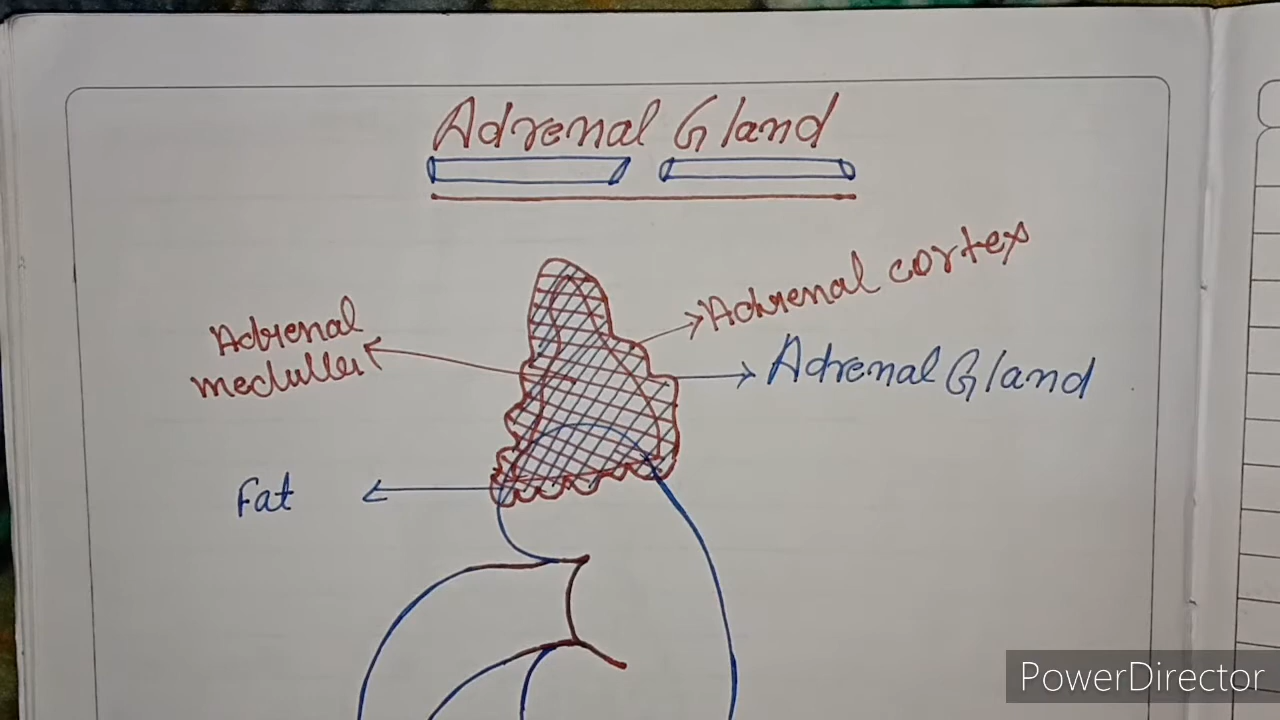 Adrenal Gland
Adrenal cortex
Adrenal
medulla
Adrenal Gland
Fat
PowerDirector